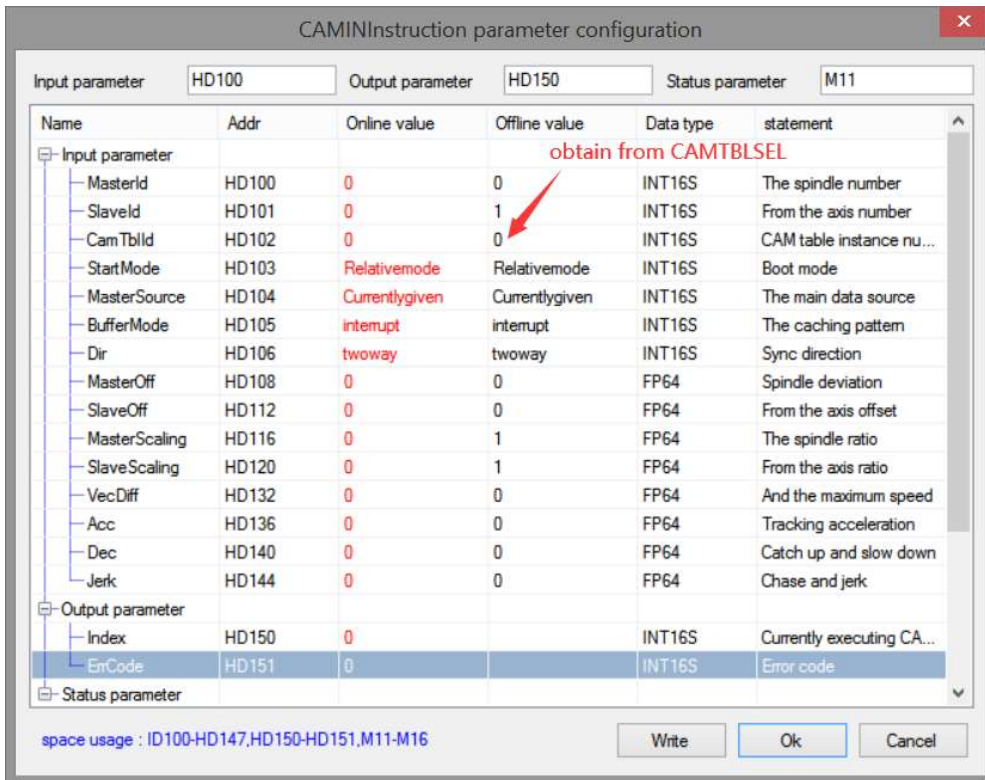 CAMINInstruction parameter configuration
Input parameter HD100 Output parameter HD150 Status parameter M11
Name Addr Online value Offline value Data type statement
Input parameter obtain from CAMTBLSEL
MasterId HD100 0 0 INT16S The spindle number
SlaveId HD101 0 1 INT16S From the axis number
CamTblId HD102 0 0 INT16S CAM table instance nu...
StartMode HD103 Relativemode Relativemode INT16S Boot mode
MasterSource HD104 Currentlygiven Currentlygiven INT16S The main data source
BufferMode HD105 interrupt interrupt INT16S The caching pattern
Dir HD106 twoway twoway INT16S Sync direction
MasterOff HD108 0 0 FP64 Spindle deviation
SlaveOff HD112 0 0 FP64 From the axis offset
MasterScaling HD116 0 1 FP64 The spindle ratio
SlaveScaling HD120 0 1 FP64 From the axis ratio
VecDiff HD132 0 0 FP64 And the maximum speed
Acc HD136 0 0 FP64 Tracking acceleration
Dec HD140 0 0 FP64 Catch up and slow down
Jerk HD144 0 0 FP64 Chase and jerk
Output parameter
Index HD150 0 INT16S Currently executing CA...
ErrCode HD151 0 INT16S Error code
Status parameter
space usage : ID100-HD147,HD150-HD151,M11-M16 Write Ok Cancel